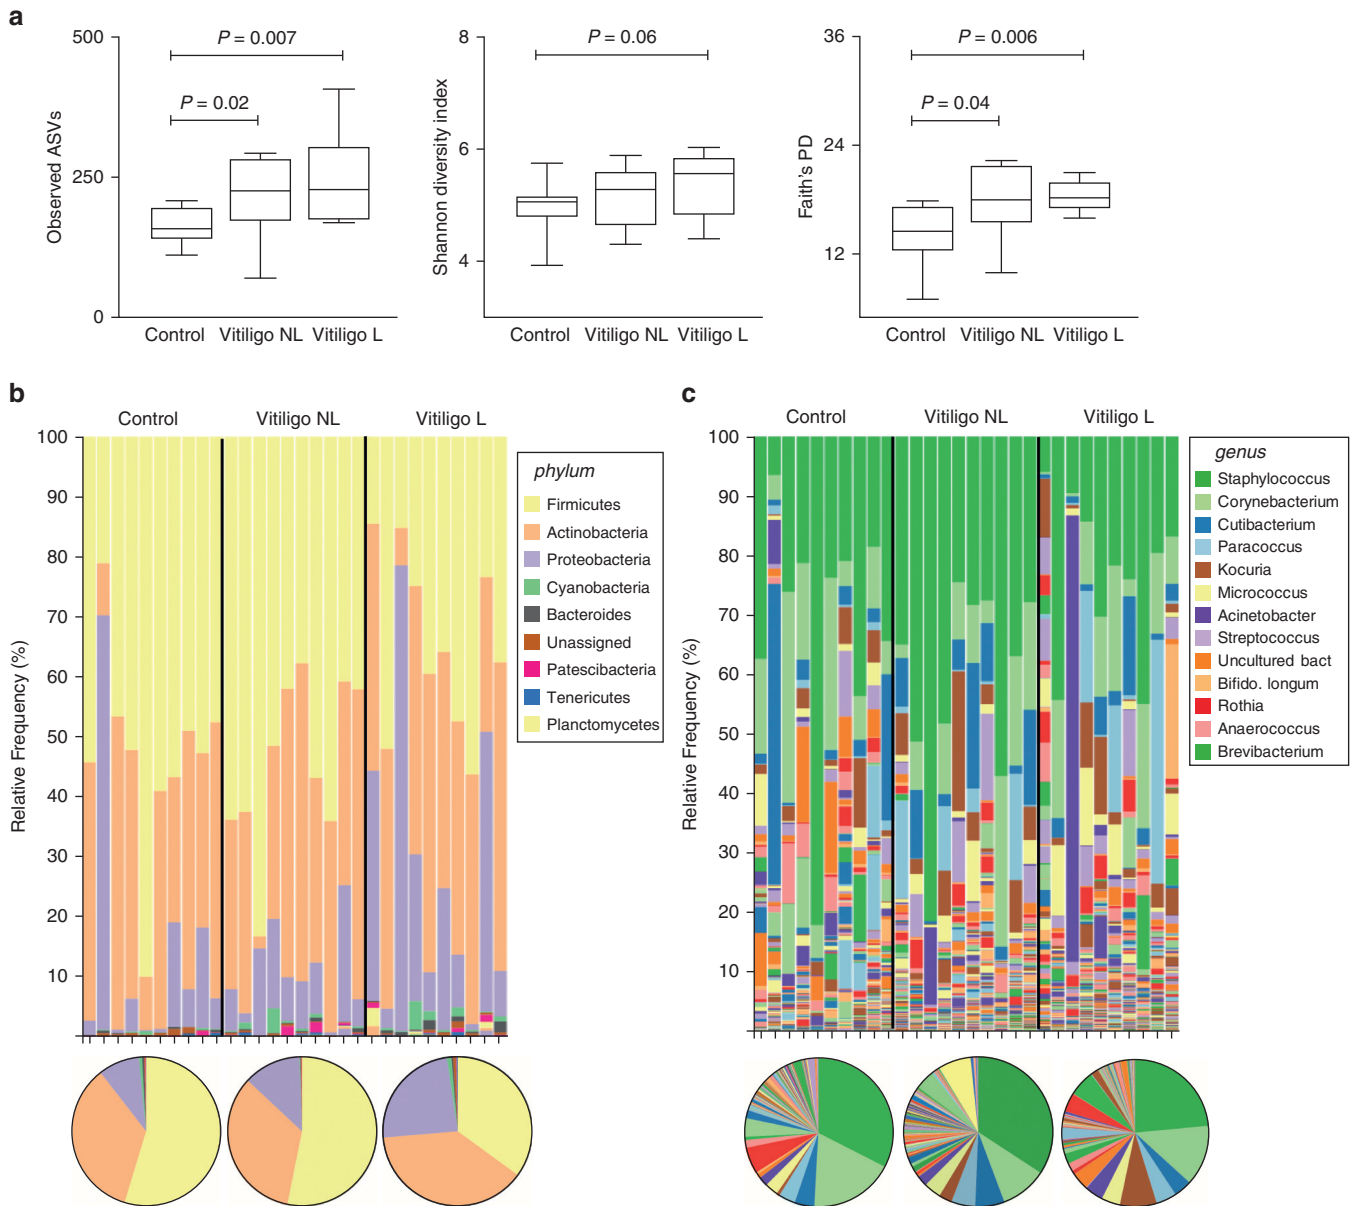 a
500
250
0
Observed ASVs
P = 0.007
P = 0.02
Control
Vitiligo NL
Vitiligo L
8
6
4
Shannon diversity index
P = 0.06
Control
Vitiligo NL
Vitiligo L
36
24
12
Faith's PD
P = 0.006
P = 0.04
Control
Vitiligo NL
Vitiligo L
b
Control
Vitiligo NL
Vitiligo L
100
90
80
70
60
50
40
30
20
10
Relative Frequency (%)
phylum
Firmicutes
Actinobacteria
Proteobacteria
Cyanobacteria
Bacteroides
Unassigned
Patescibacteria
Tenericutes
Planctomycetes
c
Control
Vitiligo NL
Vitiligo L
100
90
80
70
60
50
40
30
20
10
Relative Frequency (%)
genus
Staphylococcus
Corynebacterium
Cutibacterium
Paracoccus
Kocuria
Micrococcus
Acinetobacter
Streptococcus
Uncultured bact
Bifido. longum
Rothia
Anaerococcus
Brevibacterium